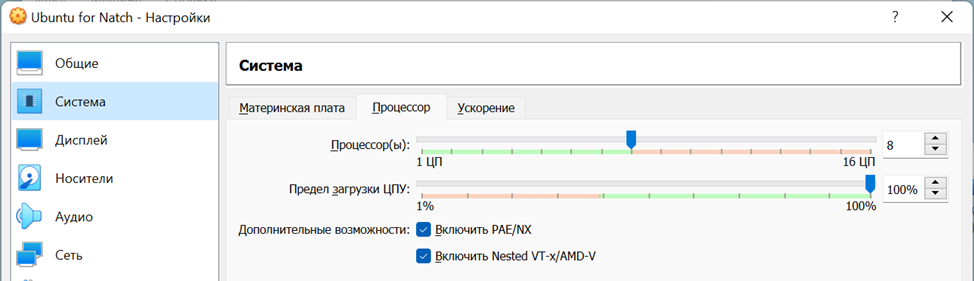 Ubuntu for Natch - Настройки
?
Общие
Система
Дисплей
Носители
Аудио
Сеть
Система
Материнская плата Процессор Ускорение
Процессор(ы): 8
1 ЦП 16 ЦП
Предел загрузки ЦПУ: 100%
1% 100%
Дополнительные возможности: Включить PAE/NX
Включить Nested VT-x/AMD-V